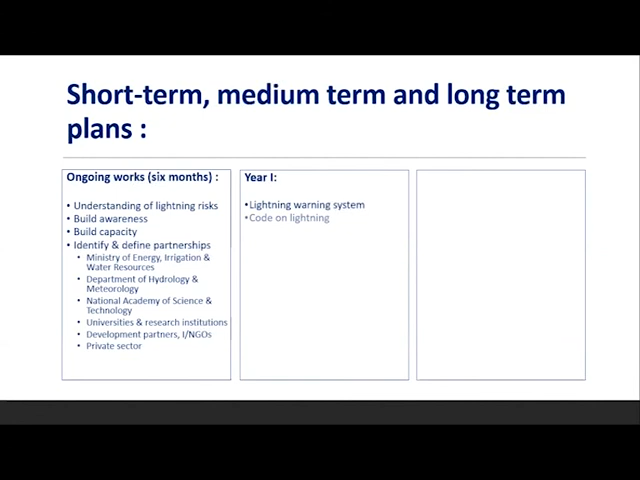 Short-term, medium term and long term
plans :
Ongoing works (six months) :
• Understanding of lightning risks
• Build awareness
• Build capacity
• Identify & define partnerships
• Ministry of Energy, Irrigation &
Water Resources
• Department of Hydrology &
Meteorology
• National Academy of Science &
Technology
• Universities & research institutions
• Development partners, I/NGOs
• Private sector
Year I:
•Lightning warning system
•Code on lightning